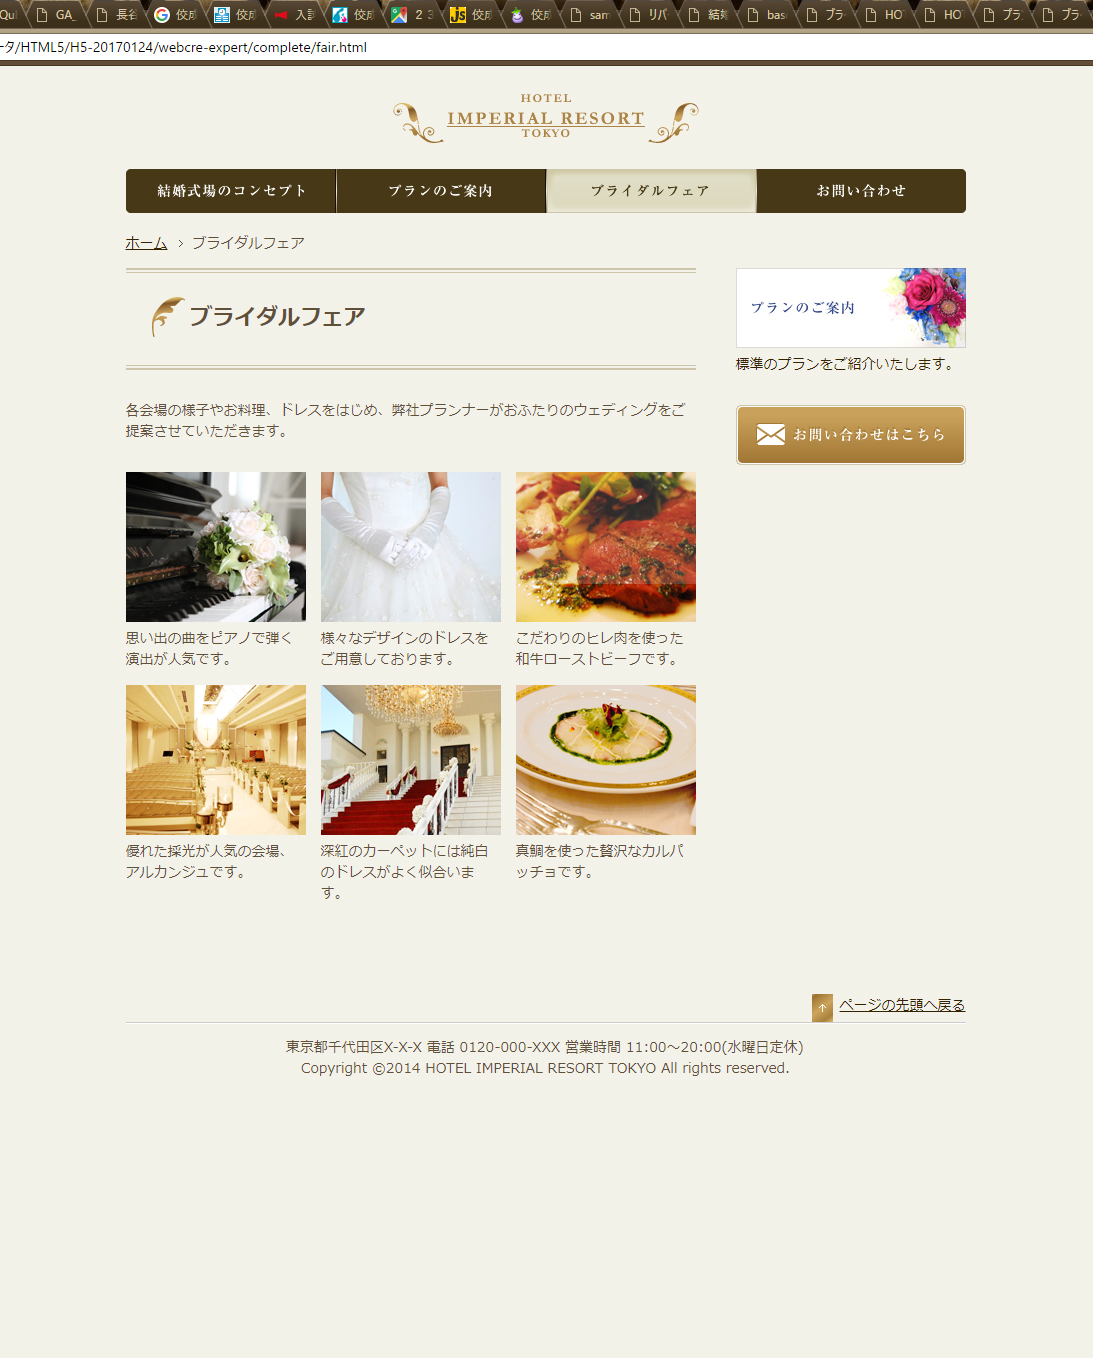 GA_
長谷
佼成
佼成
入試
佼成
2 3
佼成
佼成
sam
リバ
結婚
base
ブラ
HO
HO
プラ
ブラ
ータ/HTML5/H5-20170124/webcre-expert/complete/fair.html
HOTEL
IMPERIAL RESORT
TOKYO
結婚式場のコンセプト
プランのご案内
ブライダルフェア
お問い合わせ
ホーム > ブライダルフェア
ブライダルフェア
プランのご案内
標準のプランをご紹介いたします。
お問い合わせはこちら
各会場の様子やお料理、ドレスをはじめ、弊社プランナーがおふたりのウェディングをご
提案させていただきます。
思い出の曲をピアノで弾く
演出が人気です。
様々なデザインのドレスを
ご用意しております。
こだわりのヒレ肉を使った
和牛ローストビーフです。
優れた採光が人気の会場、
アルカンジュです。
深紅のカーペットには純白
のドレスがよく似合いま
す。
真鯛を使った贅沢なカルパ
ッチョです。
ページの先頭へ戻る
東京都千代田区X-X-X 電話 0120-000-XXX 営業時間 11:00～20:00(水曜日定休)
Copyright ©2014 HOTEL IMPERIAL RESORT TOKYO All rights reserved.